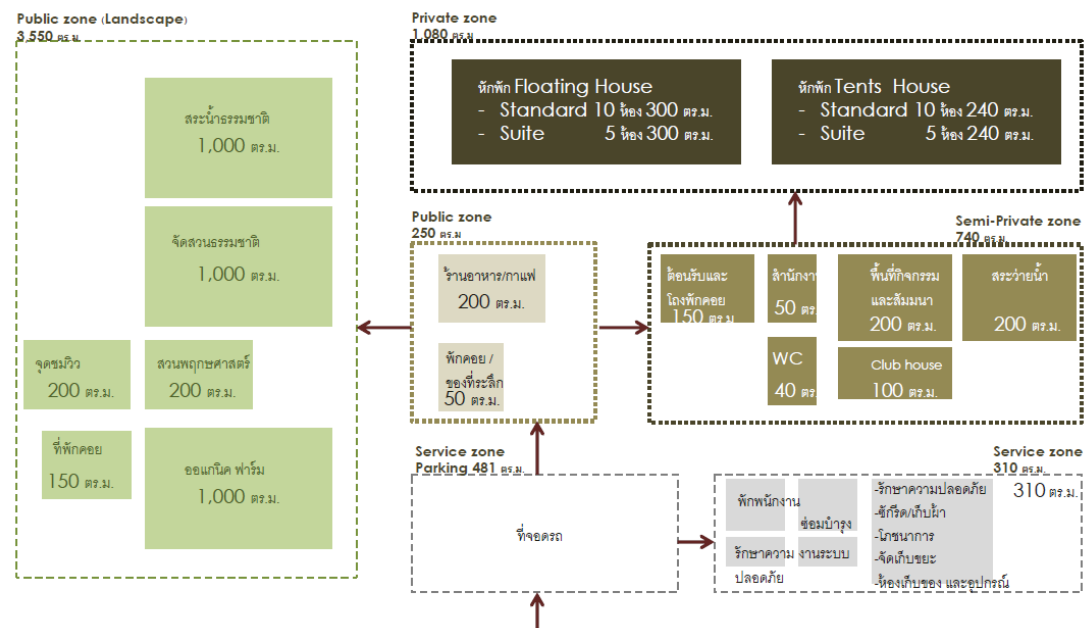 Public zone (Landscape)
3,550 ตร.ม
สระน้ำธรรมชาติ
1,000 ตร.ม.
จัดสวนธรรมชาติ
1,000 ตร.ม.
จุดชมวิว
200 ตร.ม.
สวนพฤกษศาสตร์
200 ตร.ม.
ที่พักคอย
150 ตร.ม.
ออแกนิค ฟาร์ม
1,000 ตร.ม.
Private zone
1,080 ตร.ม
หักพัก Floating House
- Standard 10 ห้อง 300 ตร.ม.
- Suite 5 ห้อง 300 ตร.ม.
หักพัก Tents House
- Standard 10 ห้อง 240 ตร.ม.
- Suite 5 ห้อง 240 ตร.ม.
Public zone
250 ตร.ม
ร้านอาหาร/กาแฟ
200 ตร.ม.
พักคอย /
ของที่ระลึก
50 ตร.ม.
Semi-Private zone
740 ตร.ม
ต้อนรับและ
โถงพักคอย
150 ตร.ม
สำนักงาน
50 ตร.
WC
40 ตร.
พื้นที่กิจกรรม
และสัมมนา
200 ตร.ม.
Club house
100 ตร.ม.
สระว่ายน้ำ
200 ตร.ม.
Service zone
Parking 481 ตร.ม.
ที่จอดรถ
Service zone
310 ตร.ม.
310 ตร.ม.
พักพนักงาน
ซ่อมบำรุง
รักษาความ
ปลอดภัย
งานระบบ
-รักษาความปลอดภัย
-ซักรีด/เก็บผ้า
-โภชนาการ
-จัดเก็บขยะ
-ห้องเก็บของ และอุปกรณ์